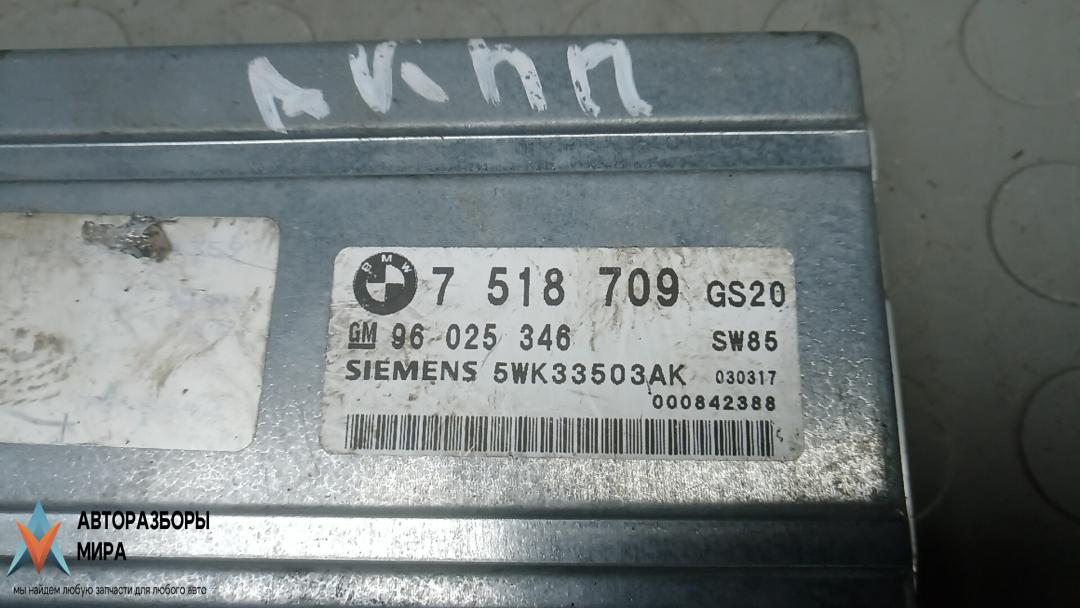 АКПП
BMW 7 518 709 GS20
GM 96 025 346 SW85
SIEMENS 5WK33503AK 030317
000842388
АВТОРАЗБОРЫ
МИРА
мы найдем любую запчасти для любого авто